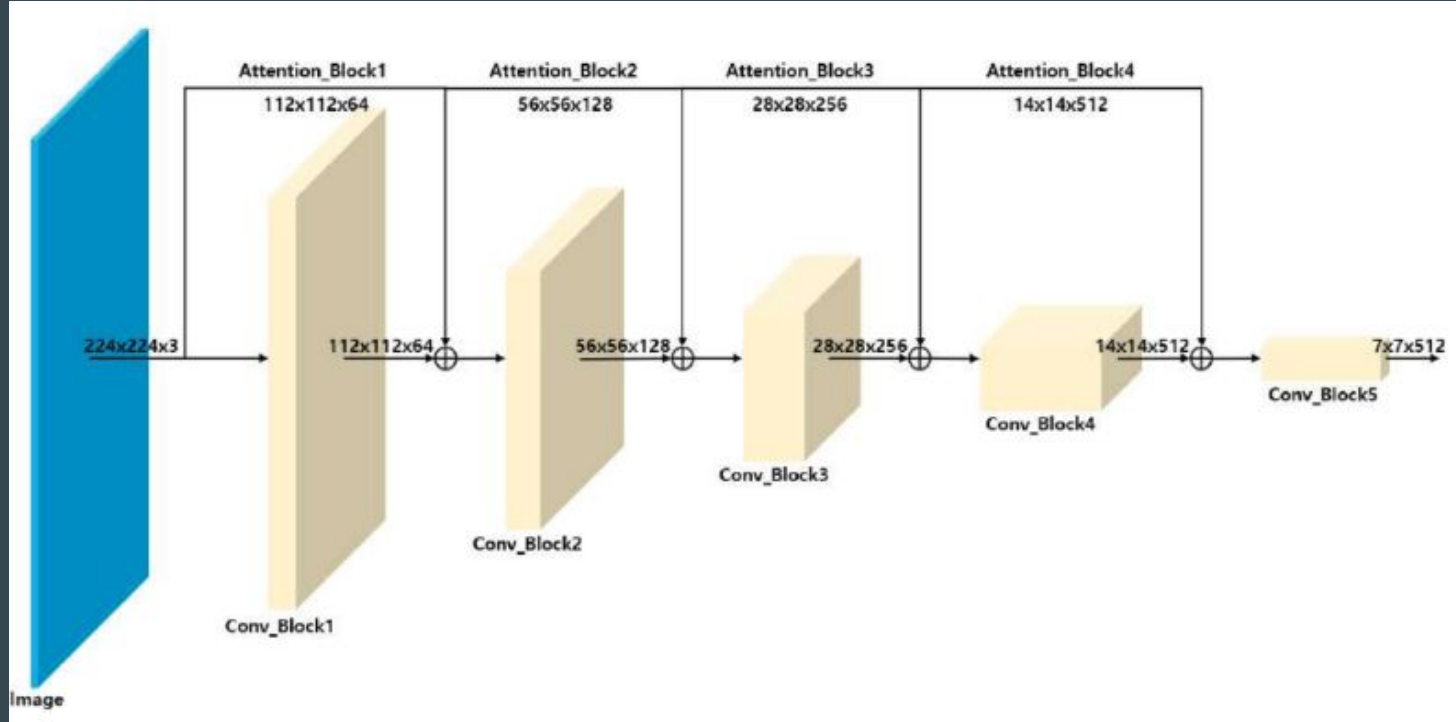 Attention_Block1
Attention_Block2
Attention_Block3
Attention_Block4
112x112x64
56x56x128
28x28x256
14x14x512
224x224x3
112x112x64
56x56x128
28x28x256
14x14x512
7x7x512
Conv_Block5
Conv_Block4
Conv_Block3
Conv_Block2
Conv_Block1
Image